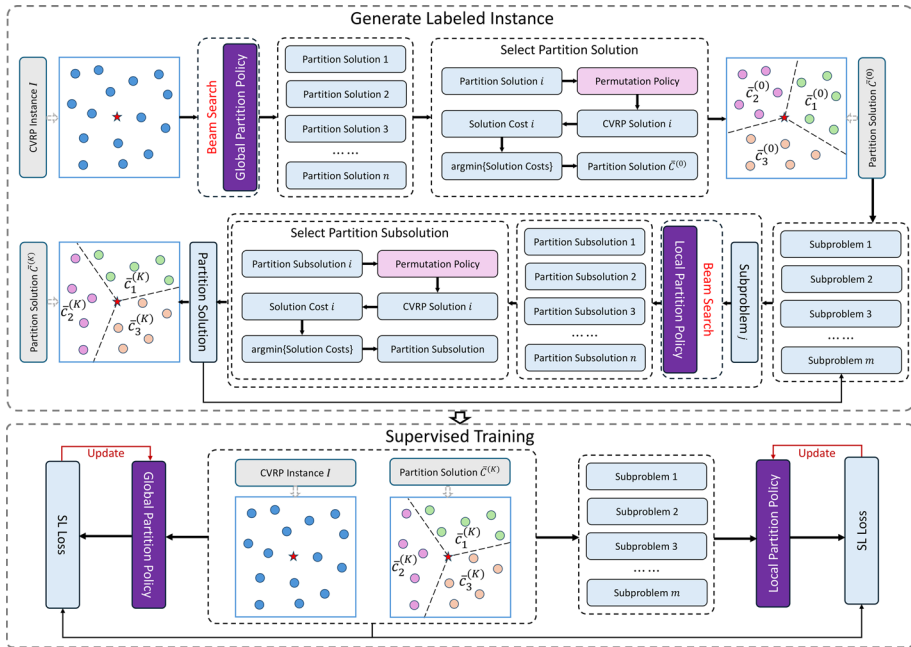 Generate Labeled Instance
CVRP Instance I
Beam Search
Global Partition Policy
Partition Solution 1
Partition Solution 2
Partition Solution 3
……
Partition Solution n
Select Partition Solution
Partition Solution i
Permutation Policy
Solution Cost i
CVRP Solution i
argmin{Solution Costs}
Partition Solution C̄^(0)
c̄_2^(0)
c̄_1^(0)
c̄_3^(0)
Partition Solution C̄^(0)
Partition Solution C̄^(K)
c̄_1^(K)
c̄_2^(K)
c̄_3^(K)
Partition Solution
Select Partition Subsolution
Partition Subsolution i
Permutation Policy
Solution Cost i
CVRP Solution i
argmin{Solution Costs}
Partition Subsolution
Partition Subsolution 1
Partition Subsolution 2
Partition Subsolution 3
……
Partition Subsolution n
Local Partition Policy
Beam Search
Subproblem j
Subproblem 1
Subproblem 2
Subproblem 3
……
Subproblem m
Supervised Training
Update
SL Loss
Global Partition Policy
CVRP Instance I
Partition Solution C̄^(K)
c̄_1^(K)
c̄_2^(K)
c̄_3^(K)
Subproblem 1
Subproblem 2
Subproblem 3
……
Subproblem m
Update
Local Partition Policy
SL Loss